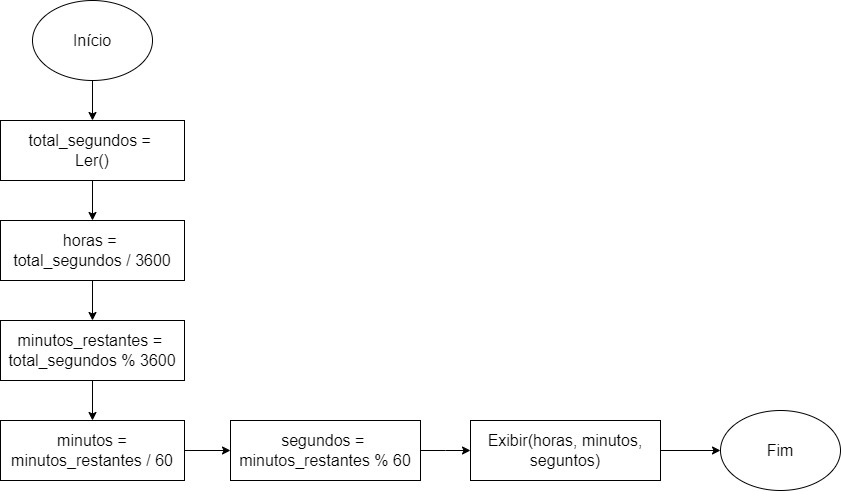 Início
total_segundos =
Ler()
horas =
total_segundos / 3600
minutos_restantes =
total_segundos % 3600
minutos =
minutos_restantes / 60
segundos =
minutos_restantes % 60
Exibir(horas, minutos,
seguntos)
Fim